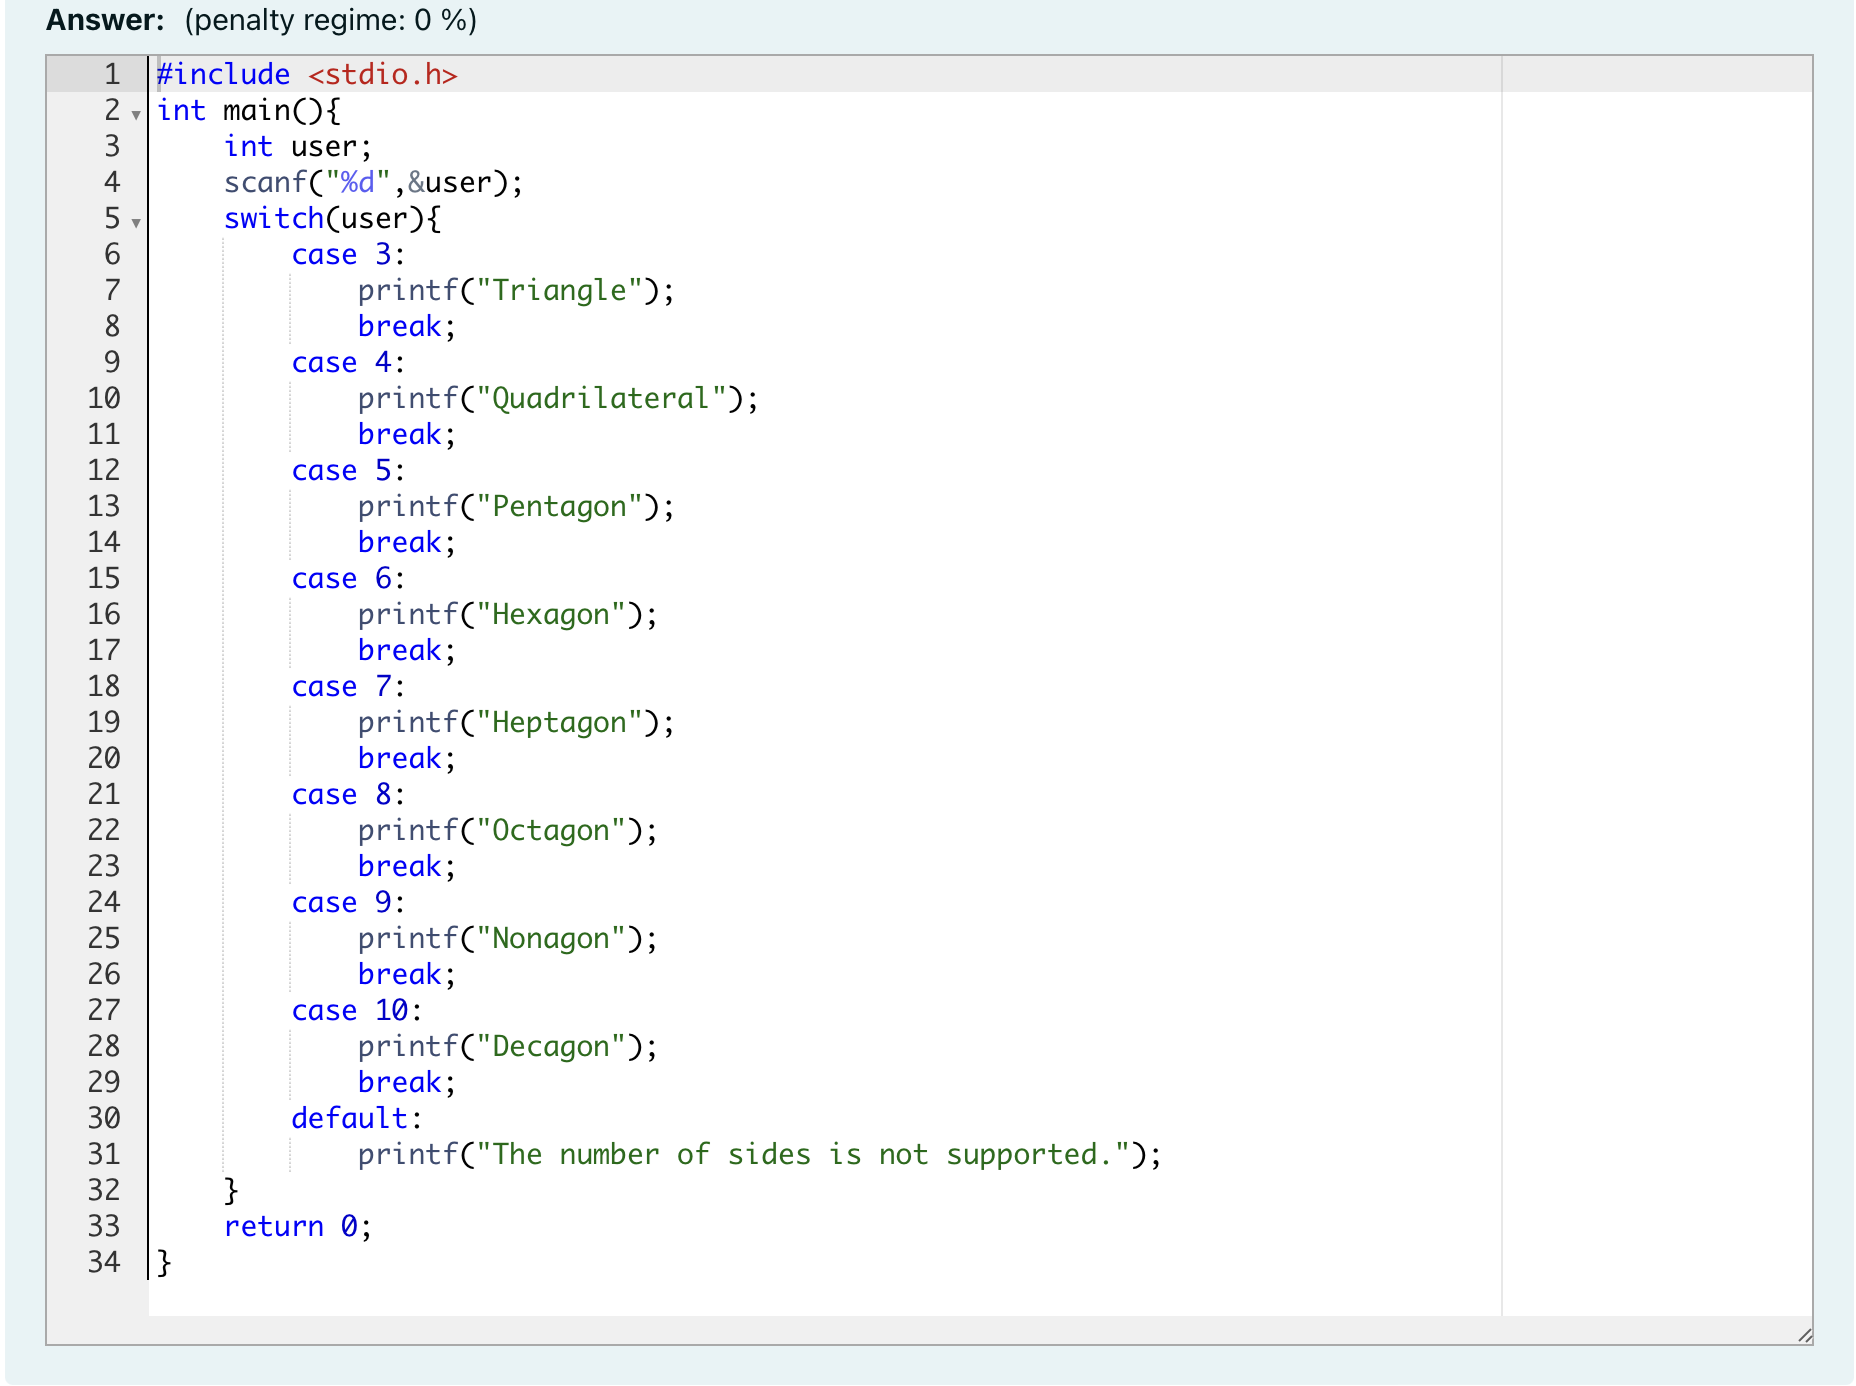 Answer: (penalty regime: 0 %)
1 #include <stdio.h>
2 int main(){
3     int user;
4     scanf("%d",&user);
5     switch(user){
6         case 3:
7             printf("Triangle");
8             break;
9         case 4:
10             printf("Quadrilateral");
11             break;
12         case 5:
13             printf("Pentagon");
14             break;
15         case 6:
16             printf("Hexagon");
17             break;
18         case 7:
19             printf("Heptagon");
20             break;
21         case 8:
22             printf("Octagon");
23             break;
24         case 9:
25             printf("Nonagon");
26             break;
27         case 10:
28             printf("Decagon");
29             break;
30         default:
31             printf("The number of sides is not supported.");
32     }
33     return 0;
34 }